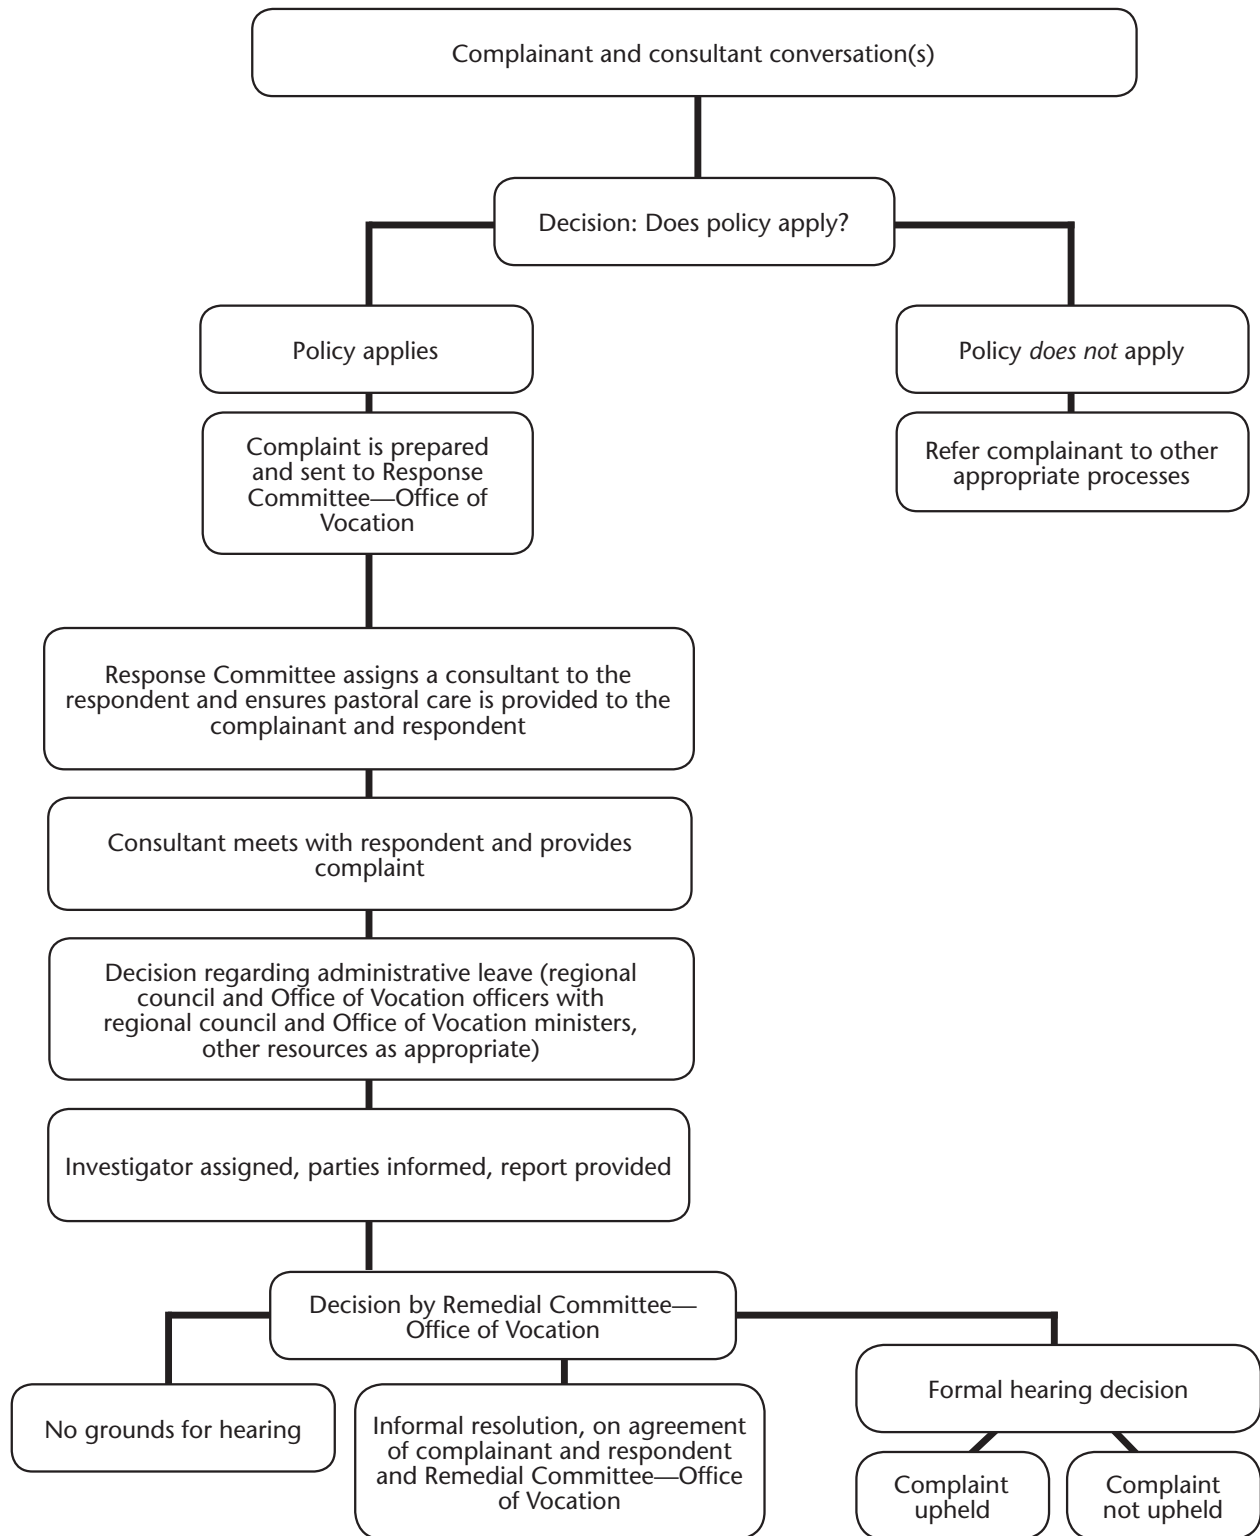 Complainant and consultant conversation(s)
Decision: Does policy apply?
Policy applies
Policy does not apply
Complaint is prepared
and sent to Response
Committee—Office of
Vocation
Refer complainant to other
appropriate processes
Response Committee assigns a consultant to the
respondent and ensures pastoral care is provided to the
complainant and respondent
Consultant meets with respondent and provides
complaint
Decision regarding administrative leave (regional
council and Office of Vocation officers with
regional council and Office of Vocation ministers,
other resources as appropriate)
Investigator assigned, parties informed, report provided
Decision by Remedial Committee—
Office of Vocation
No grounds for hearing
Informal resolution, on agreement
of complainant and respondent
and Remedial Committee—Office
of Vocation
Formal hearing decision
Complaint
upheld
Complaint
not upheld